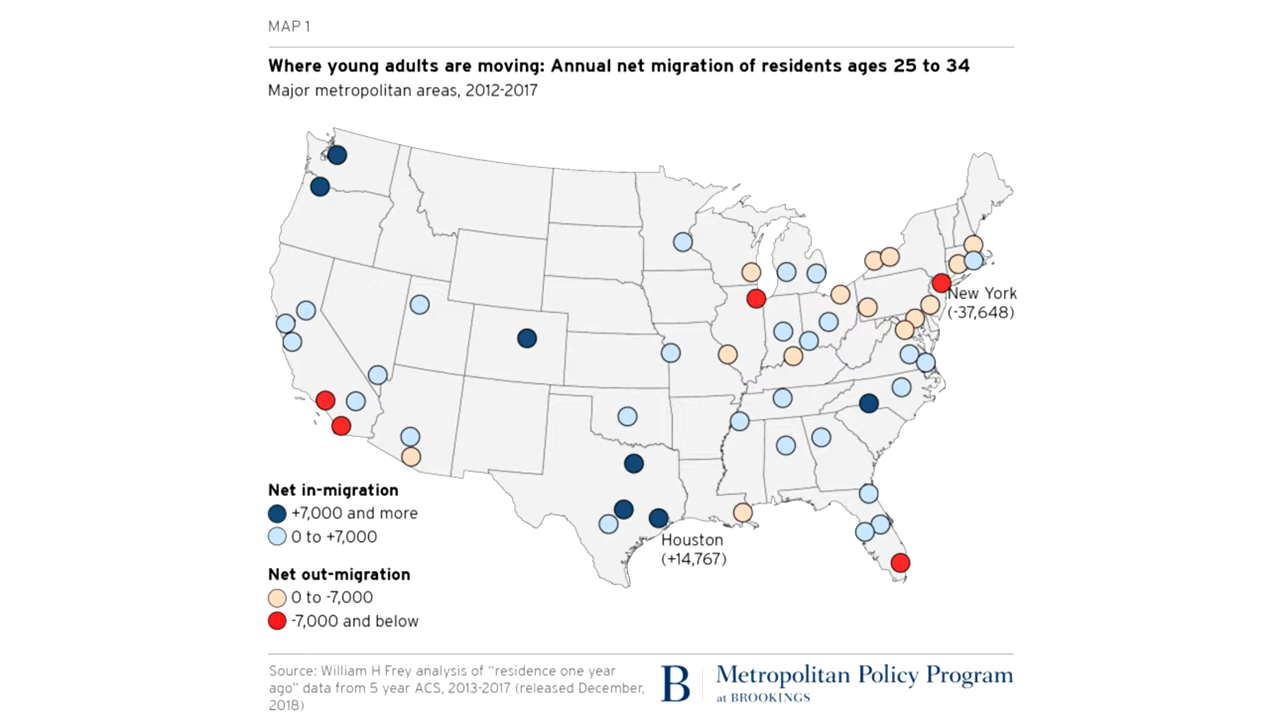 MAP 1
Where young adults are moving: Annual net migration of residents ages 25 to 34
Major metropolitan areas, 2012-2017
New York
(-37,648)
Houston
(+14,767)
Net in-migration
+7,000 and more
0 to +7,000
Net out-migration
0 to -7,000
-7,000 and below
Source: William H Frey analysis of "residence one year
ago" data from 5 year ACS, 2013-2017 (released December,
2018)
B
Metropolitan Policy Program
at BROOKINGS